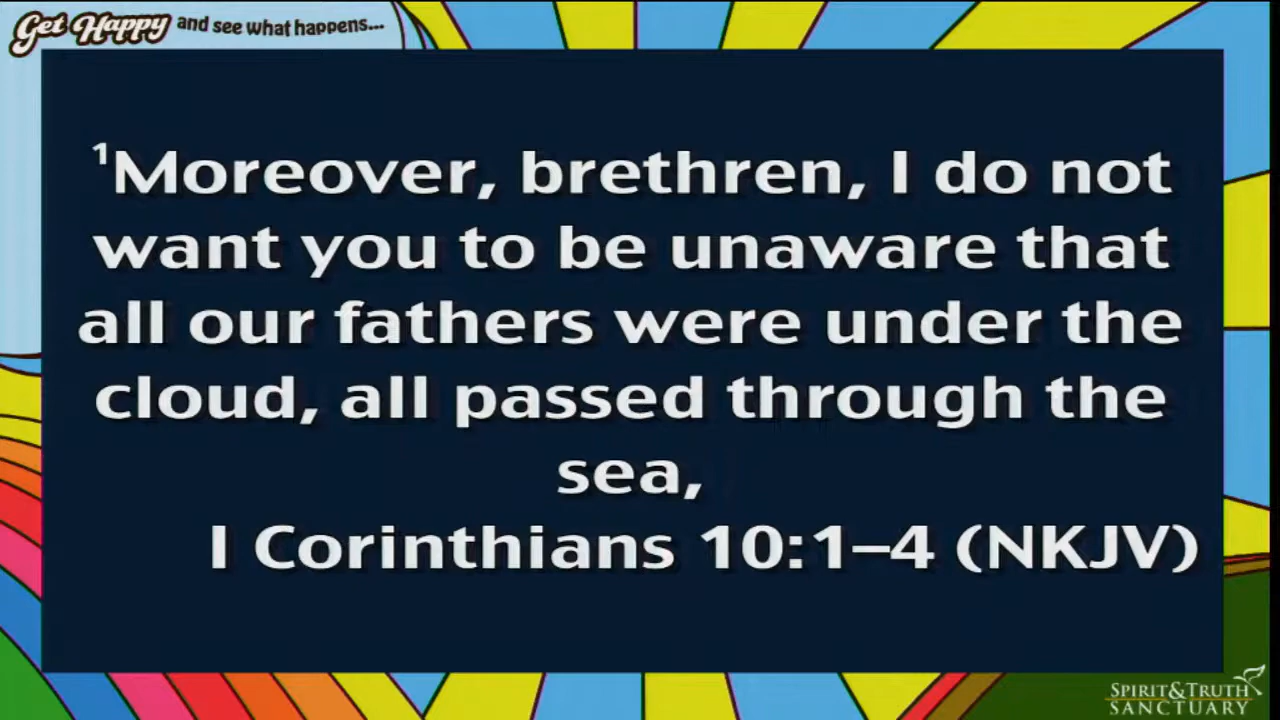 Get Happy and see what happens...
¹Moreover, brethren, I do not
want you to be unaware that
all our fathers were under the
cloud, all passed through the
sea,
I Corinthians 10:1–4 (NKJV)
SPIRIT&TRUTH
SANCTUARY